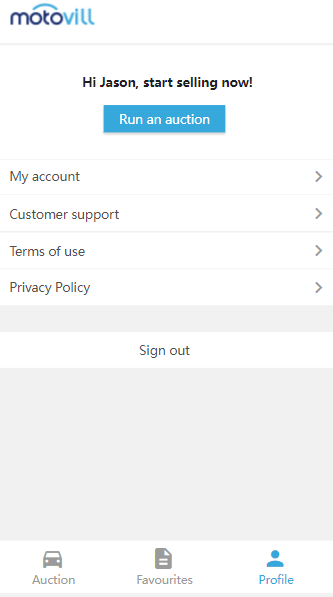 motovill
Hi Jason, start selling now!
Run an auction
My account
Customer support
Terms of use
Privacy Policy
Sign out
Auction Favourites Profile